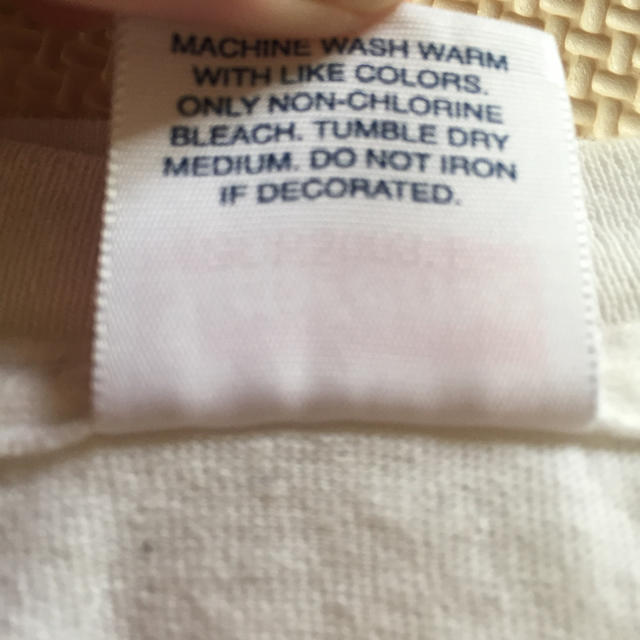 MACHINE WASH WARM
WITH LIKE COLORS.
ONLY NON-CHLORINE
BLEACH. TUMBLE DRY
MEDIUM. DO NOT IRON
IF DECORATED.